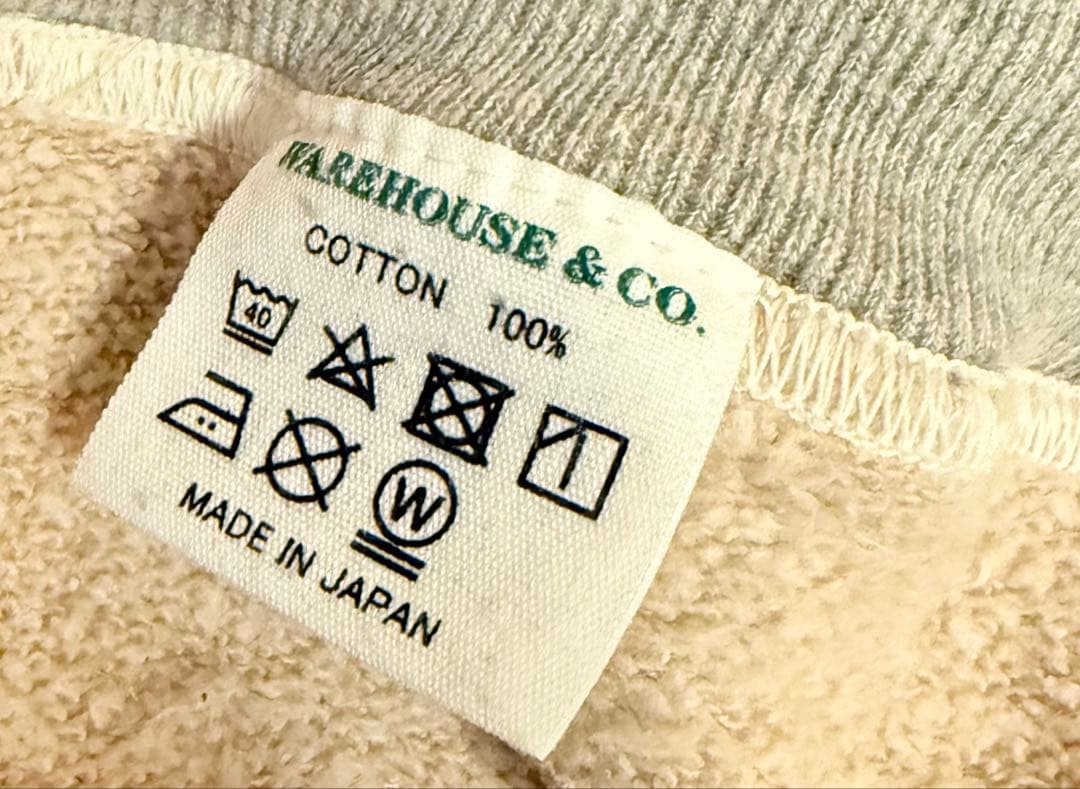 WAREHOUSE & CO.
COTTON 100%
40
W
MADE IN JAPAN